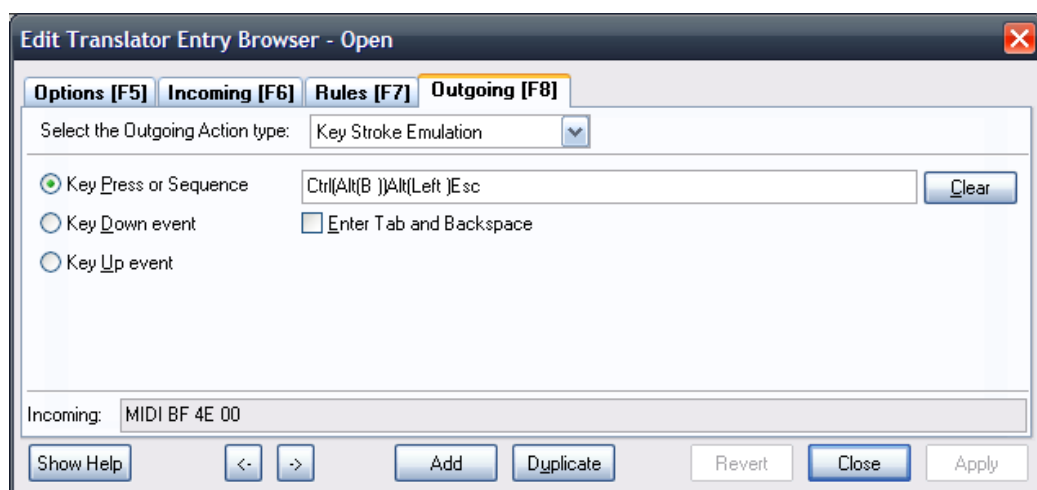 Edit Translator Entry Browser - Open
Options [F5] Incoming [F6] Rules [F7] Outgoing [F8]
Select the Outgoing Action type: Key Stroke Emulation
Key Press or Sequence Ctrl(Alt(B ))Alt(Left )Esc Clear
Key Down event Enter Tab and Backspace
Key Up event
Incoming: MIDI BF 4E 00
Show Help <- -> Add Duplicate Revert Close Apply